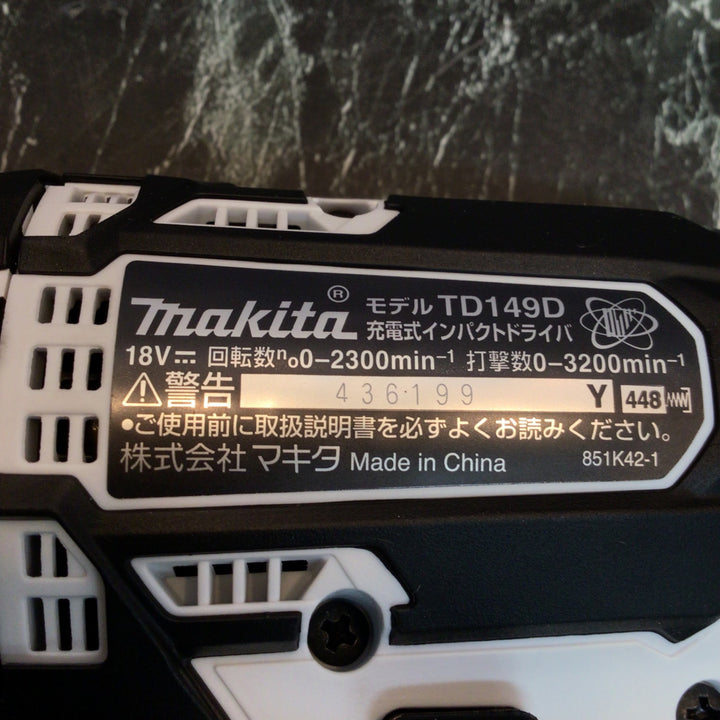 makita® モデル TD149D
充電式インパクトドライバ
18V⎓ 回転数n₀0-2300min⁻¹ 打撃数0-3200min⁻¹
⚠警告 436199 Y 448
•ご使用前に取扱説明書を必ずよくお読みください。
株式会社 マキタ Made in China 851K42-1